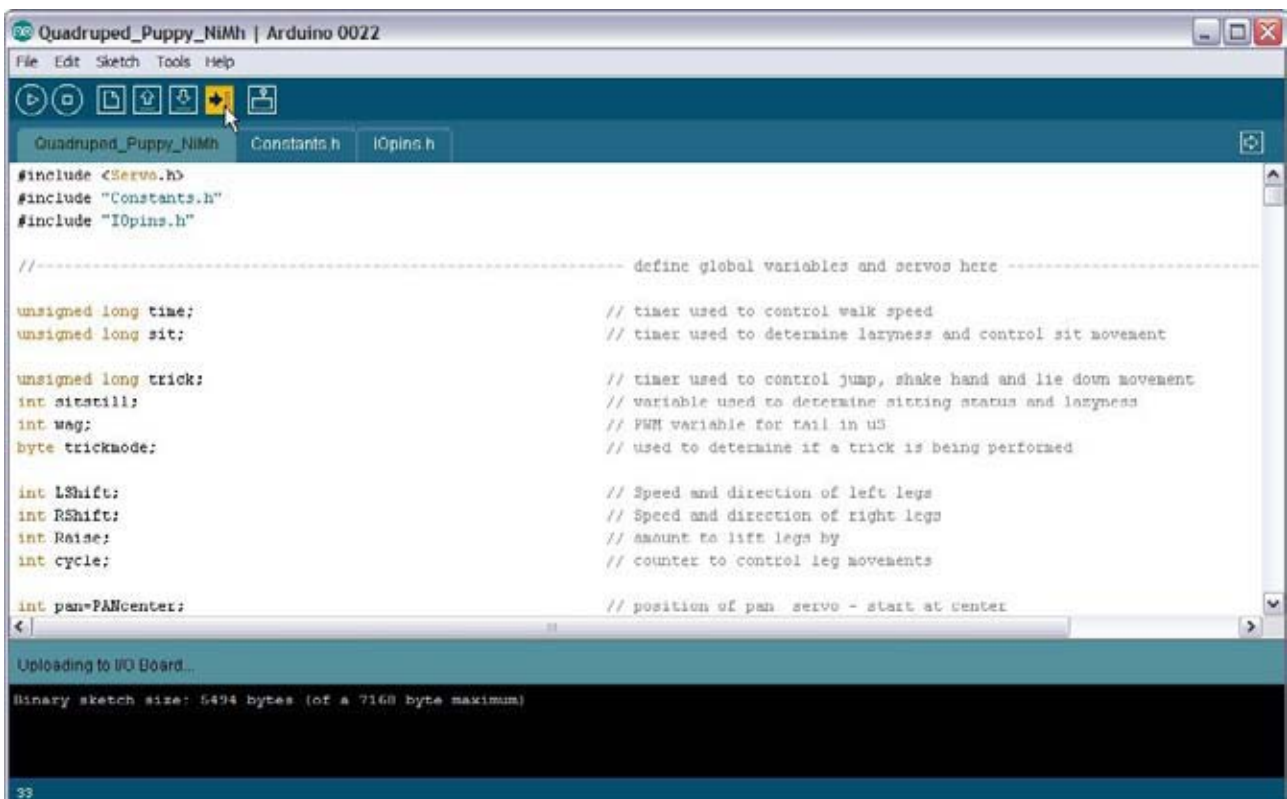 Quadruped_Puppy_NiMh | Arduino 0022
File Edit Sketch Tools Help
Quadruped_Puppy_NiMh Constants.h IOpins.h
#include <Servo.h>
#include "Constants.h"
#include "IOpins.h"
//---------------------------------------------------------------- define global variables and servos here ---------------------------
unsigned long time; // timer used to control walk speed
unsigned long sit; // timer used to determine lazyness and control sit movement
unsigned long trick; // timer used to control jump, shake hand and lie down movement
int sitstill; // variable used to determine sitting status and lazyness
int wag; // PWM variable for tail in uS
byte trickmode; // used to determine if a trick is being performed
int LShift; // Speed and direction of left legs
int RShift; // Speed and direction of right legs
int Raise; // amount to lift legs by
int cycle; // counter to control leg movements
int pan=PANcenter; // position of pan servo - start at center
Uploading to I/O Board...
Binary sketch size: 5494 bytes (of a 7168 byte maximum)
33